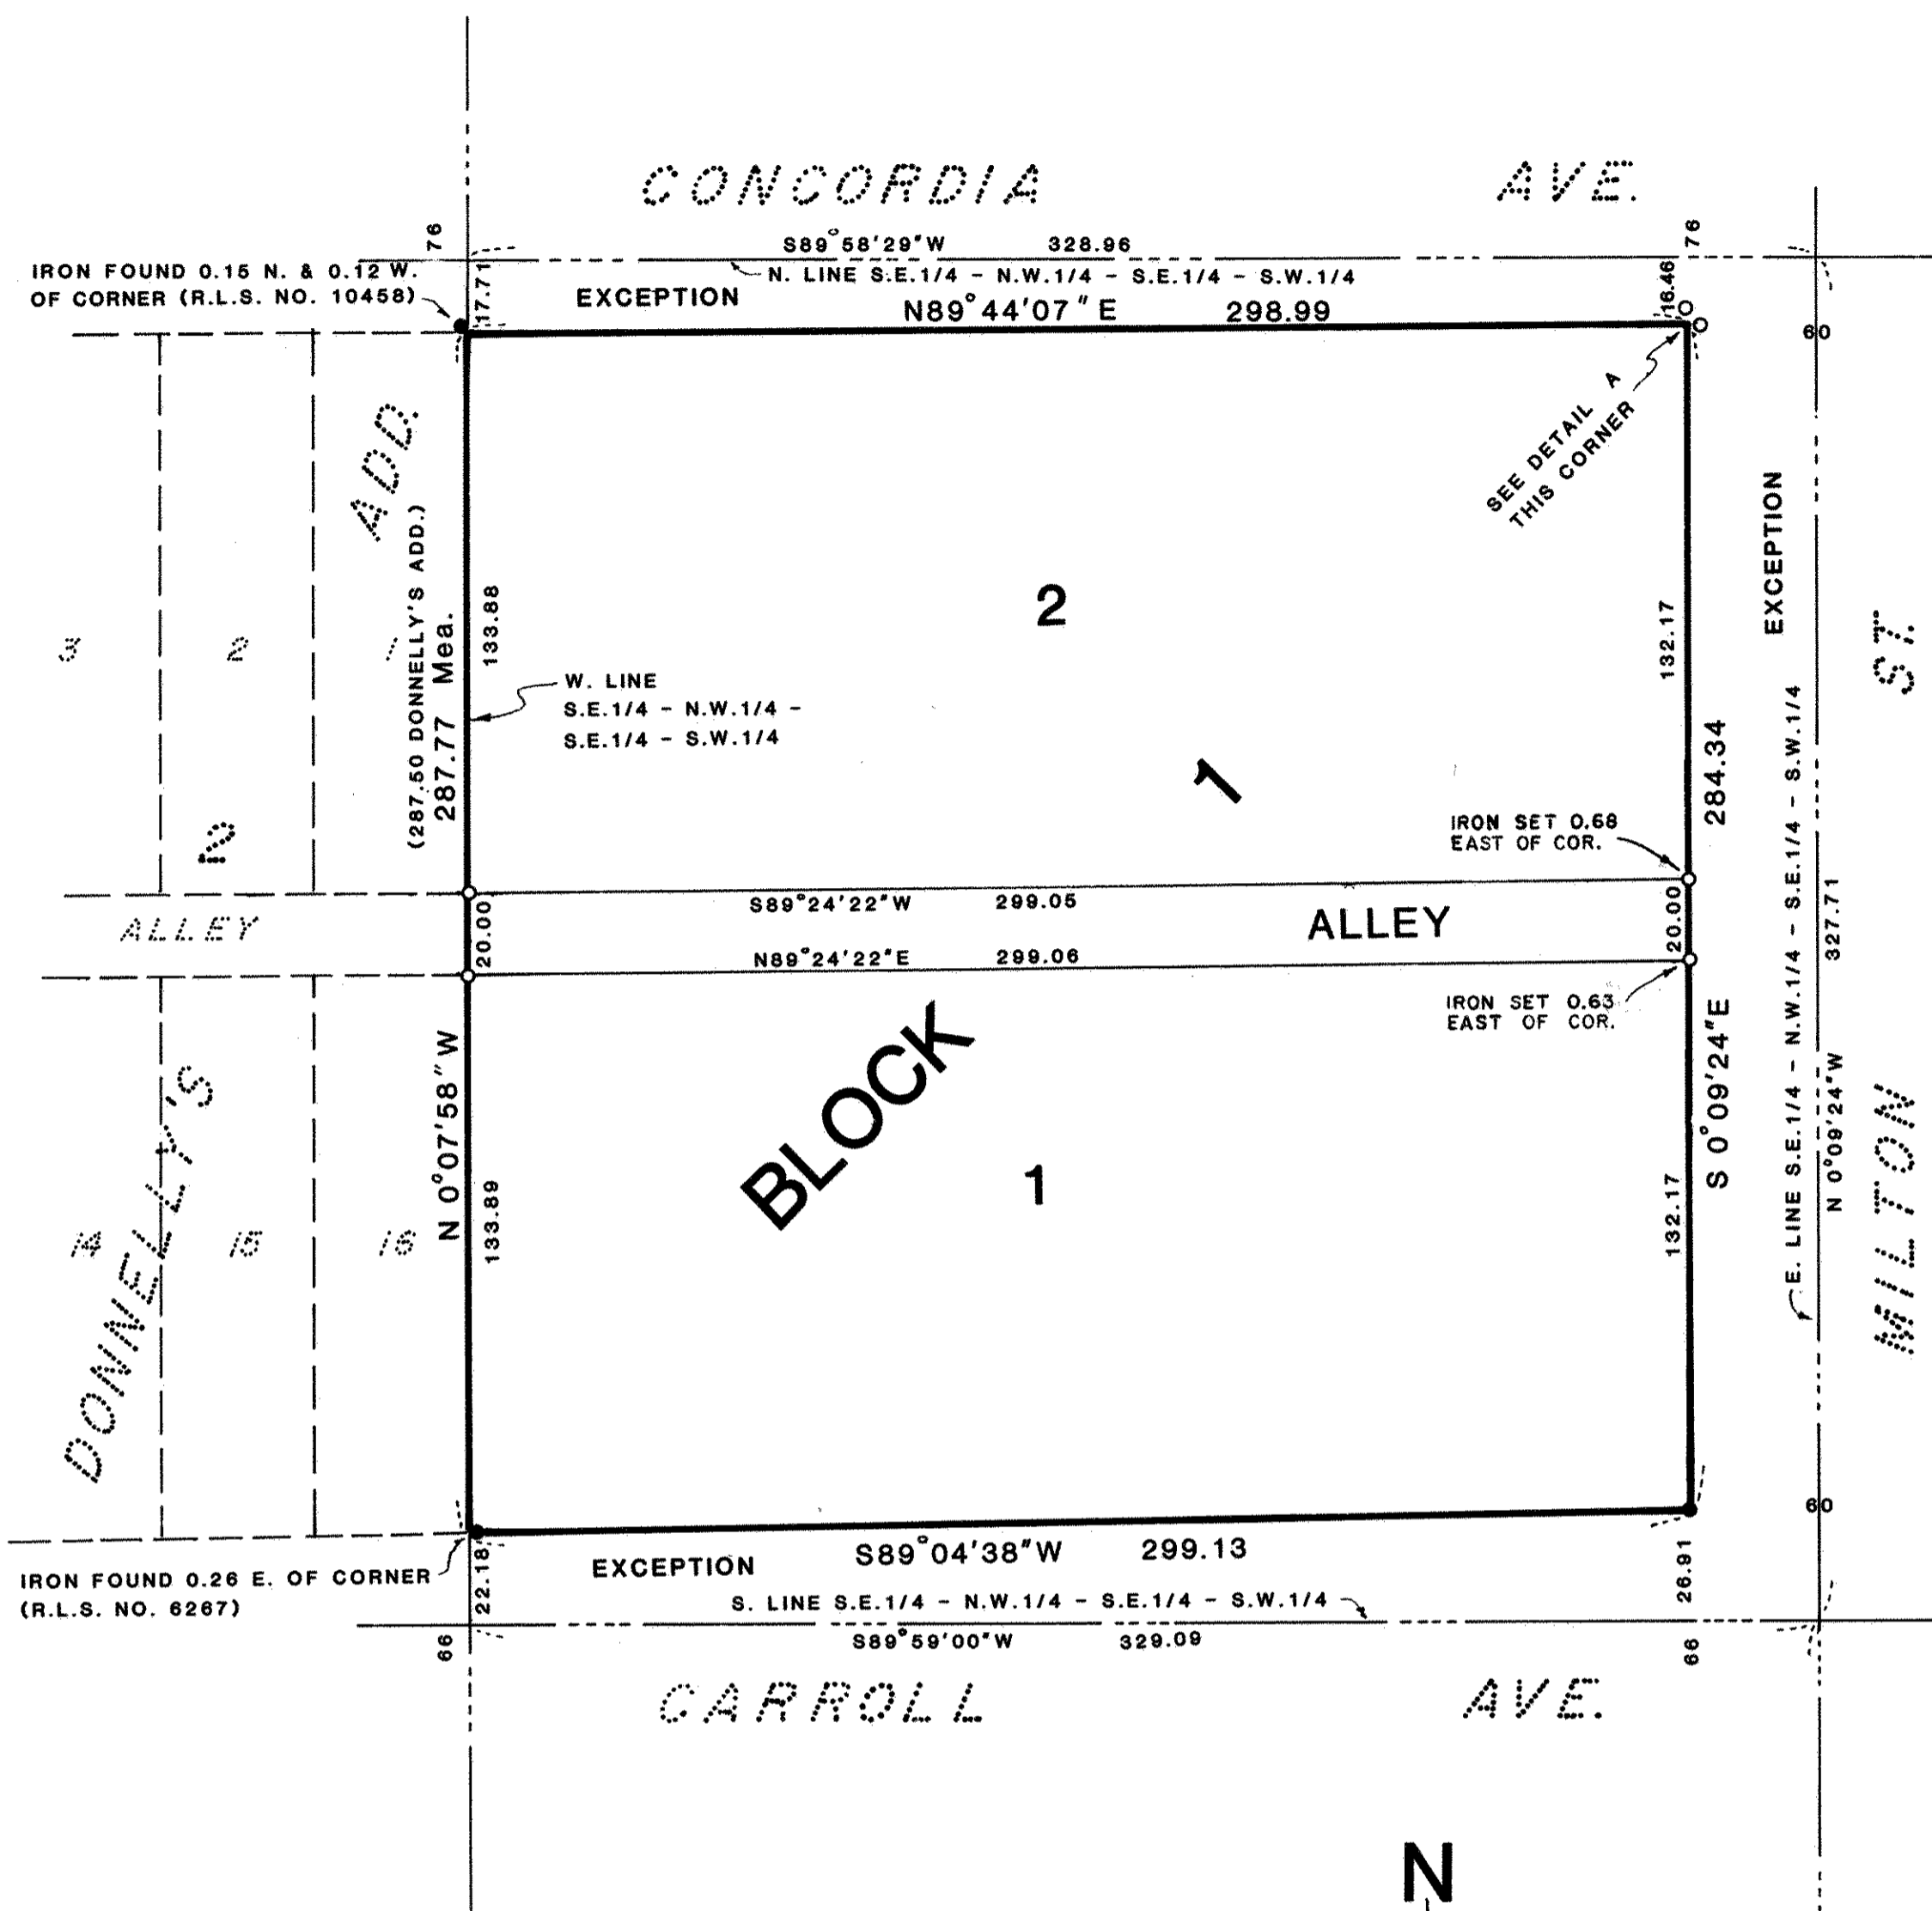 CONCORDIA AVE.
76
76
S89°58'29"W 328.96
N. LINE S.E.1/4 - N.W.1/4 - S.E.1/4 - S.W.1/4
IRON FOUND 0.15 N. & 0.12 W.
OF CORNER (R.L.S. NO. 10458)
17.71
EXCEPTION
N89°44'07"E 298.99
16.46
60
SEE DETAIL A
THIS CORNER
ADD.
(287.50 DONNELLY'S ADD.)
287.77 Mea.
133.88
2
132.17
EXCEPTION
3
2
1
W. LINE
S.E.1/4 - N.W.1/4 -
S.E.1/4 - S.W.1/4
1
284.34
E. LINE S.E.1/4 - N.W.1/4 - S.E.1/4 - S.W.1/4
ST.
2
IRON SET 0.68
EAST OF COR.
ALLEY
20.00
S89°24'22"W 299.05
ALLEY
20.00
N89°24'22"E 299.06
327.71
IRON SET 0.63
EAST OF COR.
BLOCK
N 0°07'58"W
S 0°09'24"E
N 0°09'24"W
DONNELLY'S
133.89
1
132.17
MILTON
14
15
16
60
IRON FOUND 0.26 E. OF CORNER
(R.L.S. NO. 6267)
22.18
EXCEPTION
S89°04'38"W 299.13
26.91
S. LINE S.E.1/4 - N.W.1/4 - S.E.1/4 - S.W.1/4
S89°59'00"W 329.09
66
66
CARROLL AVE.
N